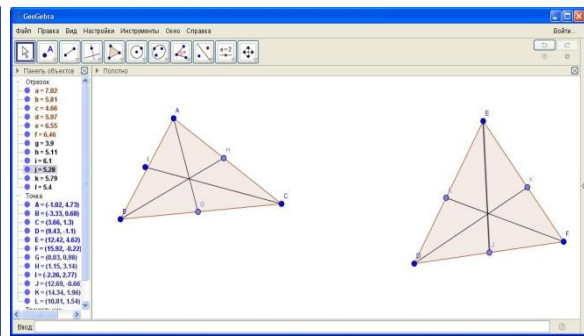 GeoGebra
Файл Правка Вид Настройки Инструменты Окно Справка
Войти...
A
a=2
Панель объектов
Полотно
Отрезок
a = 7.02
b = 5.81
c = 4.66
d = 5.97
e = 6.55
f = 6.46
g = 3.9
h = 5.11
i = 6.1
j = 5.28
k = 5.79
l = 5.4
Точка
A = (-1.02, 4.73)
B = (-3.33, 0.68)
C = (3.66, 1.3)
D = (9.43, -1.1)
E = (12.42, 4.62)
F = (15.92, -0.22)
G = (0.03, 0.98)
H = (1.15, 3.14)
I = (-2.26, 2.77)
J = (12.69, -0.66)
K = (14.34, 1.96)
L = (10.81, 1.54)
A
H
I
C
B
G
E
K
L
F
D
J
Ввод: